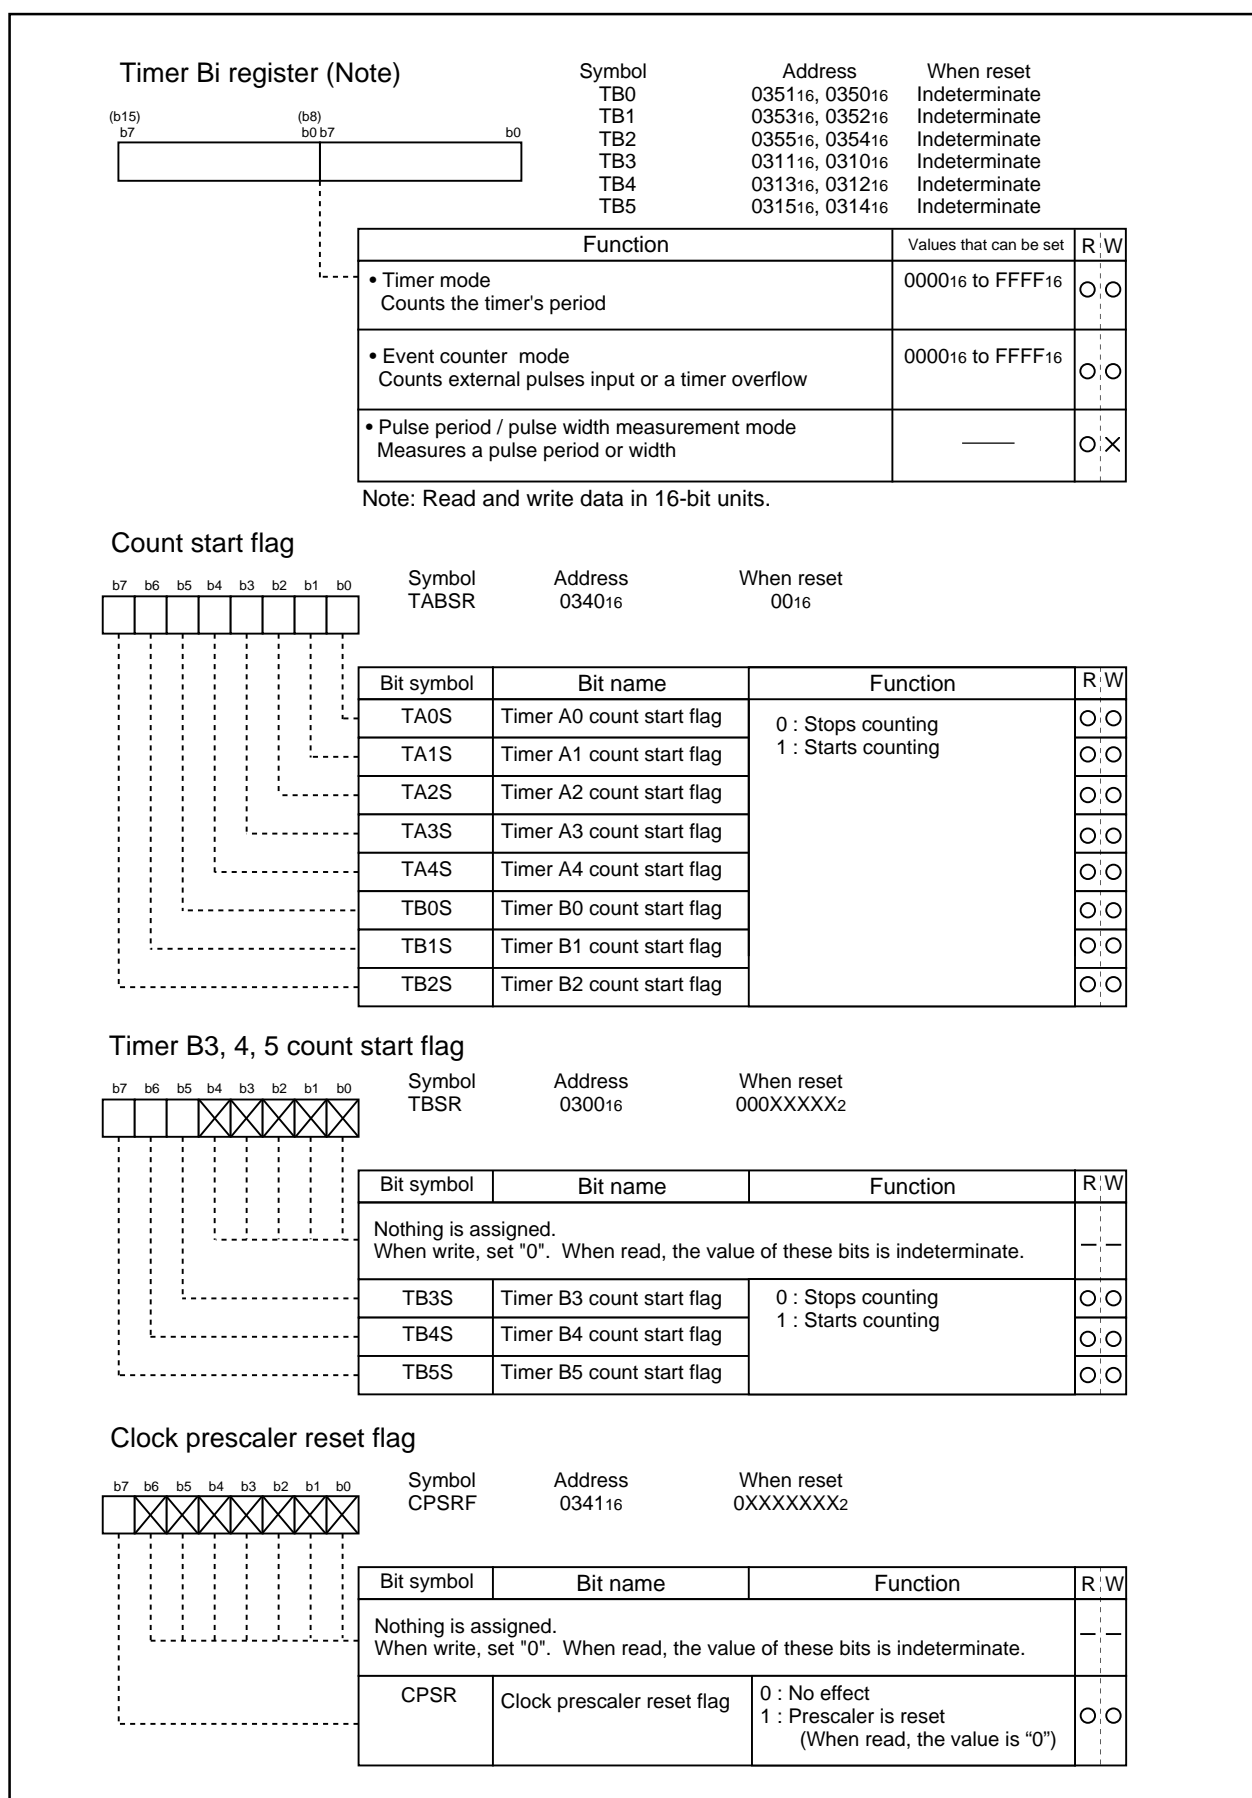 Timer Bi register (Note)
Symbol Address When reset
TB0 035116, 035016 Indeterminate
TB1 035316, 035216 Indeterminate
TB2 035516, 035416 Indeterminate
TB3 031116, 031016 Indeterminate
TB4 031316, 031216 Indeterminate
TB5 031516, 031416 Indeterminate
(b15) (b8)
b7 b0 b7 b0
Function Values that can be set R W
• Timer mode 000016 to FFFF16
Counts the timer's period
• Event counter mode 000016 to FFFF16
Counts external pulses input or a timer overflow
• Pulse period / pulse width measurement mode
Measures a pulse period or width
Note: Read and write data in 16-bit units.
Count start flag
b7 b6 b5 b4 b3 b2 b1 b0
Symbol Address When reset
TABSR 034016 0016
Bit symbol Bit name Function R W
TA0S Timer A0 count start flag 0 : Stops counting
1 : Starts counting
TA1S Timer A1 count start flag
TA2S Timer A2 count start flag
TA3S Timer A3 count start flag
TA4S Timer A4 count start flag
TB0S Timer B0 count start flag
TB1S Timer B1 count start flag
TB2S Timer B2 count start flag
Timer B3, 4, 5 count start flag
b7 b6 b5 b4 b3 b2 b1 b0
Symbol Address When reset
TBSR 030016 000XXXXX2
Bit symbol Bit name Function R W
Nothing is assigned.
When write, set "0". When read, the value of these bits is indeterminate.
TB3S Timer B3 count start flag 0 : Stops counting
1 : Starts counting
TB4S Timer B4 count start flag
TB5S Timer B5 count start flag
Clock prescaler reset flag
b7 b6 b5 b4 b3 b2 b1 b0
Symbol Address When reset
CPSRF 034116 0XXXXXXX2
Bit symbol Bit name Function R W
Nothing is assigned.
When write, set "0". When read, the value of these bits is indeterminate.
CPSR Clock prescaler reset flag 0 : No effect
1 : Prescaler is reset
(When read, the value is “0”)